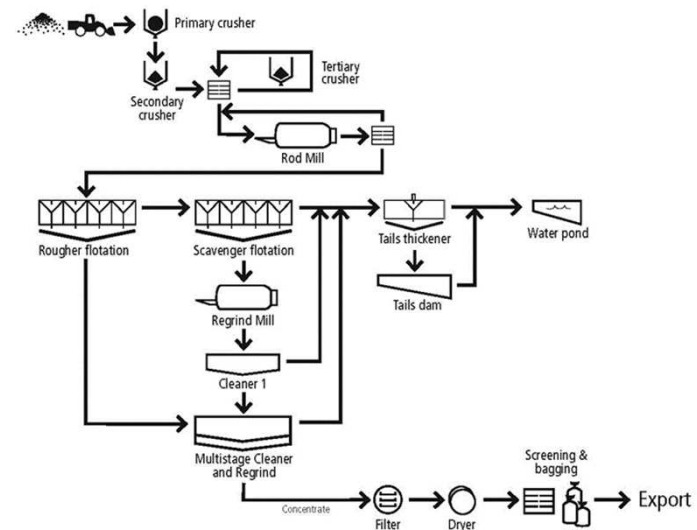 Primary crusher
Tertiary
crusher
Secondary
crusher
Rod Mill
Rougher flotation
Scavenger flotation
Tails thickener
Water pond
Tails dam
Regrind Mill
Cleaner 1
Multistage Cleaner
and Regrind
Screening &
bagging
Concentrate
Export
Filter
Dryer